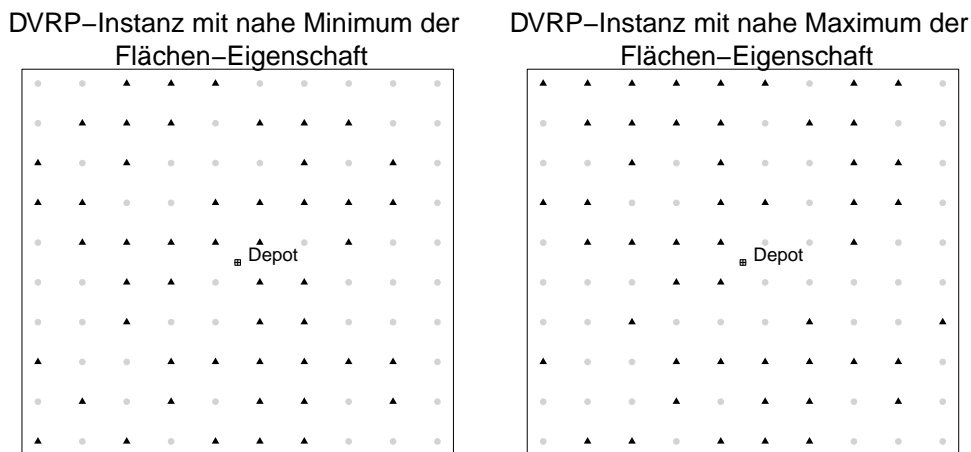 DVRP−Instanz mit nahe Minimum der
Flächen−Eigenschaft
Depot
DVRP−Instanz mit nahe Maximum der
Flächen−Eigenschaft
Depot